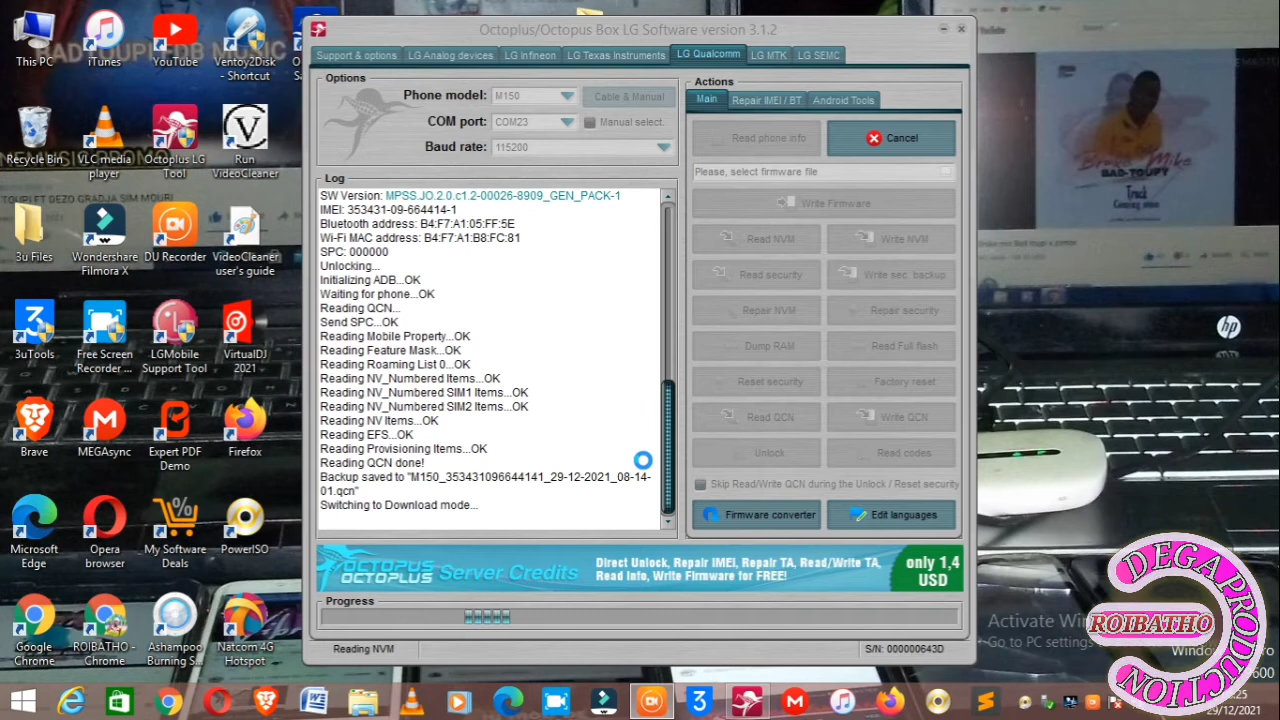 Octoplus/Octopus Box LG Software version 3.1.2
Support & options
LG Analog devices
LG Infineon
LG Texas Instruments
LG Qualcomm
LG MTK
LG SEMC
Options
Phone model:
M150
Cable & Manual
COM port:
COM23
Manual select.
Baud rate:
115200
Log
SW Version: MPSS.JO.2.0.c1.2-00026-8909_GEN_PACK-1
IMEI: 353431-09-664414-1
Bluetooth address: B4:F7:A1:05:FF:5E
Wi-Fi MAC address: B4:F7:A1:B8:FC:81
SPC: 000000
Unlocking...
Initializing ADB...OK
Waiting for phone...OK
Reading QCN...
Send SPC...OK
Reading Mobile Property...OK
Reading Feature Mask...OK
Reading Roaming List 0...OK
Reading NV_Numbered Items...OK
Reading NV_Numbered SIM1 Items...OK
Reading NV_Numbered SIM2 Items...OK
Reading NV Items...OK
Reading EFS...OK
Reading Provisioning Items...OK
Reading QCN done!
Backup saved to "M150_353431096644141_29-12-2021_08-14-
01.qcn"
Switching to Download mode...
Actions
Main
Repair IMEI / BT
Android Tools
Read phone info
Cancel
Please, select firmware file
Write Firmware
Read NVM
Write NVM
Read security
Write sec. backup
Repair NVM
Repair security
Dump RAM
Read Full flash
Reset security
Factory reset
Read QCN
Write QCN
Unlock
Read codes
Skip Read/Write QCN during the Unlock / Reset security
Firmware converter
Edit languages
OCTOPUS
OCTOPLUS
Server Credits
Direct Unlock, Repair IMEI, Repair TA, Read/Write TA,
Read Info, Write Firmware for FREE!
only 1,4
USD
Progress
Reading NVM
S/N: 000000643D
This PC
iTunes
YouTube
Ventoy2Disk
- Shortcut
Recycle Bin
VLC media
player
Octoplus LG
Tool
Run
VideoCleaner
3u Files
Wondershare
Filmora X
DU Recorder
VideoCleaner
user's guide
3uTools
Free Screen
Recorder ...
LGMobile
Support Tool
VirtualDJ
2021
Brave
MEGAsync
Expert PDF
Demo
Firefox
Microsoft
Edge
Opera
browser
My Software
Deals
PowerISO
Google
Chrome
ROIBATHO -
Chrome
Ashampoo
Burning S...
Natcom 4G
Hotspot
BAD-TOUPY
hp
DEGAPRODUNCTION
ROIBATHO
29/12/2021